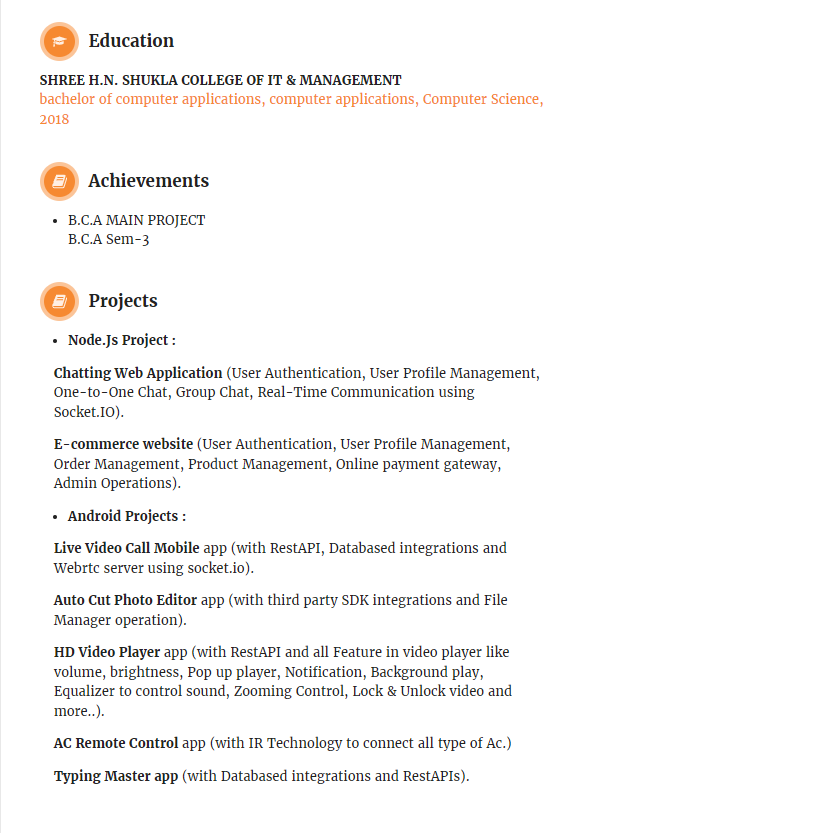 Education
SHREE H.N. SHUKLA COLLEGE OF IT & MANAGEMENT
bachelor of computer applications, computer applications, Computer Science,
2018
Achievements
• B.C.A MAIN PROJECT
B.C.A Sem-3
Projects
• Node.Js Project :
Chatting Web Application (User Authentication, User Profile Management,
One-to-One Chat, Group Chat, Real-Time Communication using
Socket.IO).
E-commerce website (User Authentication, User Profile Management,
Order Management, Product Management, Online payment gateway,
Admin Operations).
• Android Projects :
Live Video Call Mobile app (with RestAPI, Databased integrations and
Webrtc server using socket.io).
Auto Cut Photo Editor app (with third party SDK integrations and File
Manager operation).
HD Video Player app (with RestAPI and all Feature in video player like
volume, brightness, Pop up player, Notification, Background play,
Equalizer to control sound, Zooming Control, Lock & Unlock video and
more..).
AC Remote Control app (with IR Technology to connect all type of Ac.)
Typing Master app (with Databased integrations and RestAPIs).